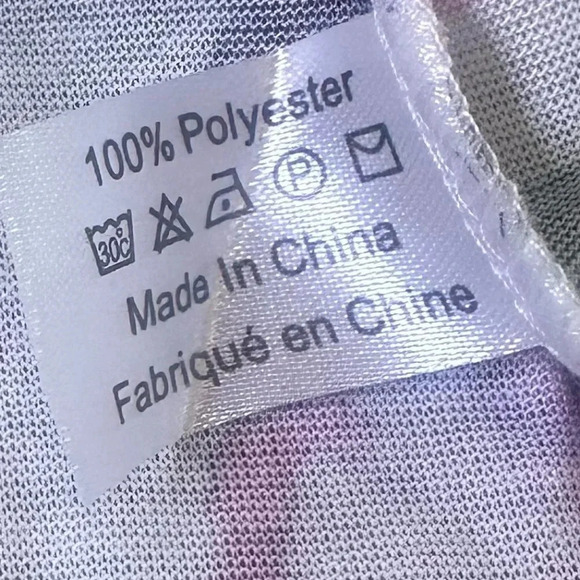 100% Polyester
30°C P
Made In China
Fabriqué en Chine